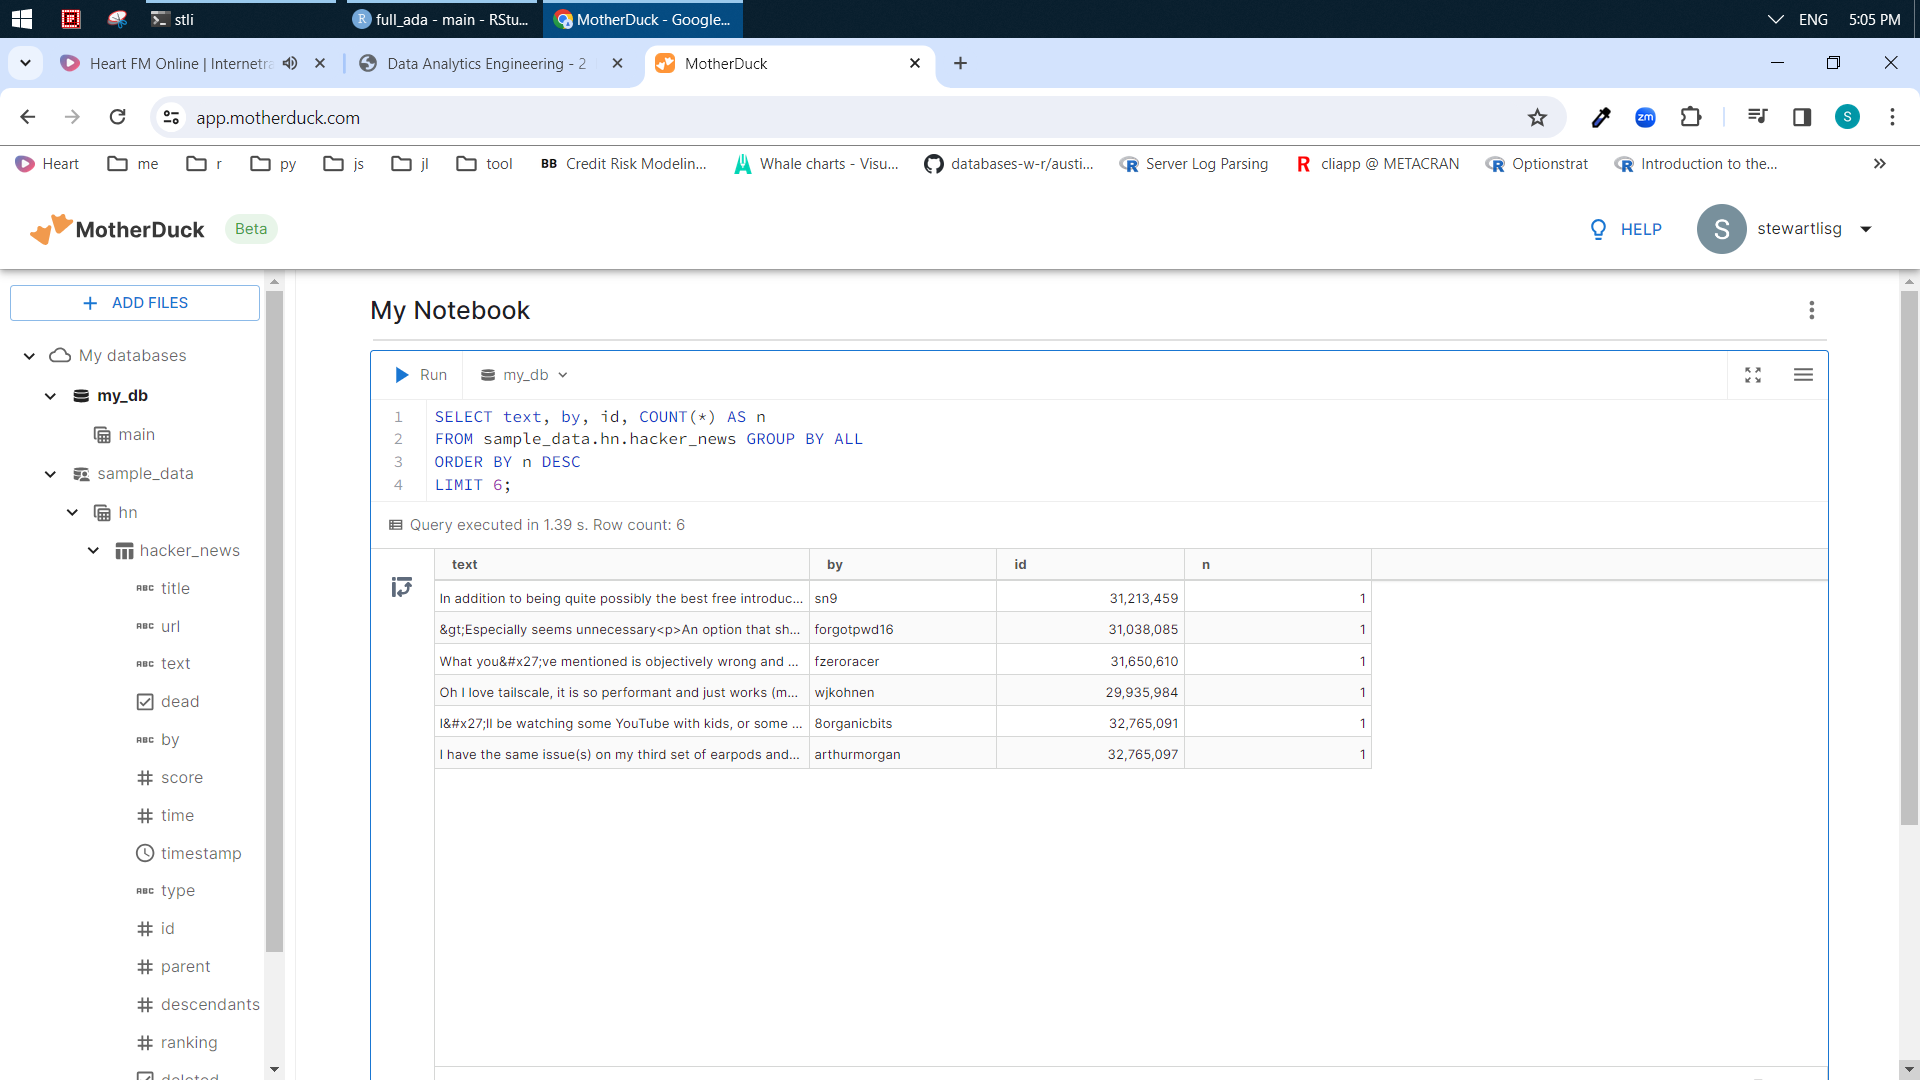 stli
full_ada - main - RStu...
MotherDuck - Google...
ENG
5:05 PM
Heart FM Online | Internetra
Data Analytics Engineering - 2
MotherDuck
app.motherduck.com
zm
S
Heart
me
r
py
js
jl
tool
BB Credit Risk Modelin...
Whale charts - Visu...
databases-w-r/austi...
Server Log Parsing
R cliapp @ METACRAN
Optionstrat
Introduction to the...
MotherDuck
Beta
HELP
S
stewartlisg
+ ADD FILES
My databases
my_db
main
sample_data
hn
hacker_news
ABC title
ABC url
ABC text
dead
ABC by
# score
# time
timestamp
ABC type
# id
# parent
# descendants
# ranking
deleted
My Notebook
Run
my_db
1 SELECT text, by, id, COUNT(*) AS n
2 FROM sample_data.hn.hacker_news GROUP BY ALL
3 ORDER BY n DESC
4 LIMIT 6;
Query executed in 1.39 s. Row count: 6
text by id n
In addition to being quite possibly the best free introduc... sn9 31,213,459 1
&gt;Especially seems unnecessary<p>An option that sh... forgotpwd16 31,038,085 1
What you&#x27;ve mentioned is objectively wrong and ... fzeroracer 31,650,610 1
Oh I love tailscale, it is so performant and just works (m... wjkohnen 29,935,984 1
I&#x27;ll be watching some YouTube with kids, or some ... 8organicbits 32,765,091 1
I have the same issue(s) on my third set of earpods and... arthurmorgan 32,765,097 1